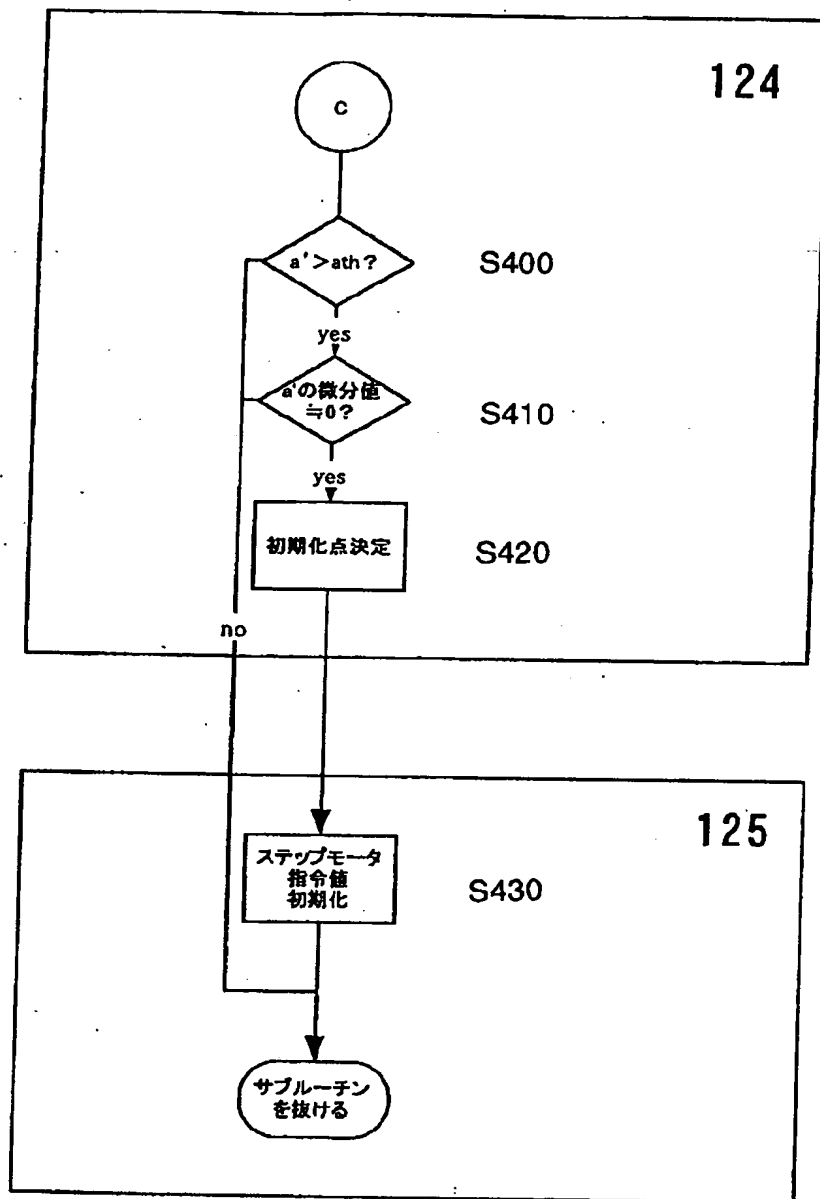 124
C
a'>ath?
S400
yes
a'の微分値
≒0?
S410
yes
初期化点決定
S420
no
125
ステップモータ
指令値
初期化
S430
サブルーチン
を抜ける